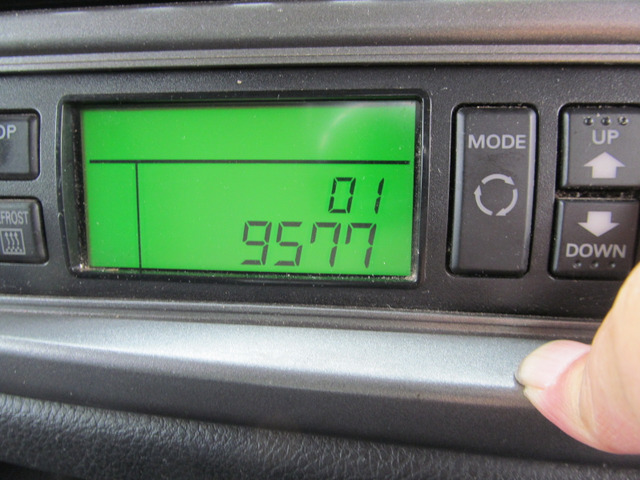 OP
MODE
UP
01
9577
FROST
DOWN